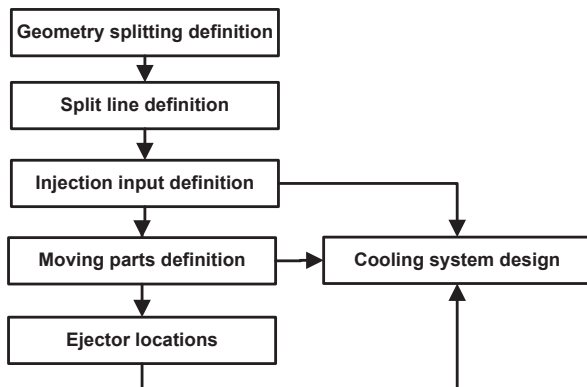 Geometry splitting definition
Split line definition
Injection input definition
Moving parts definition
Cooling system design
Ejector locations